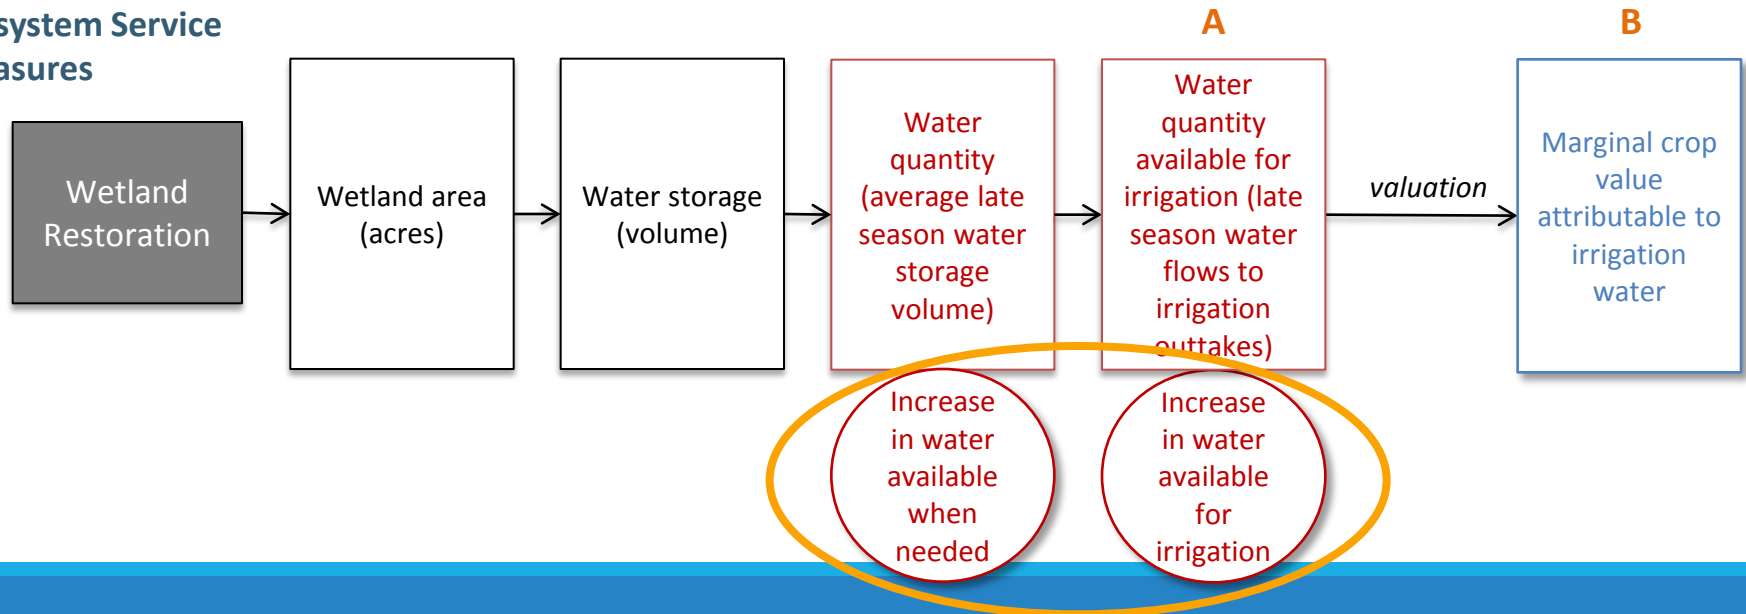 system Service
asures
A
B
Wetland
Restoration
Wetland area
(acres)
Water storage
(volume)
Water
quantity
(average late
season water
storage
volume)
Water
quantity
available for
irrigation (late
season water
flows to
irrigation
outtakes)
valuation
Marginal crop
value
attributable to
irrigation
water
Increase
in water
available
when
needed
Increase
in water
available
for
irrigation